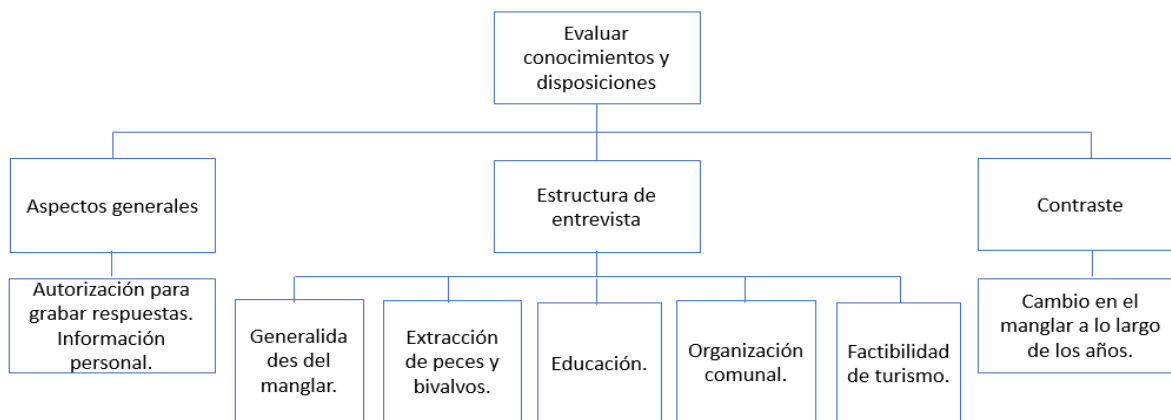 Evaluar
conocimientos y
disposiciones
Aspectos generales
Estructura de
entrevista
Contraste
Autorización para
grabar respuestas.
Información
personal.
Generalida
des del
manglar.
Extracción
de peces y
bivalvos.
Educación.
Organización
comunal.
Factibilidad
de turismo.
Cambio en el
manglar a lo largo
de los años.